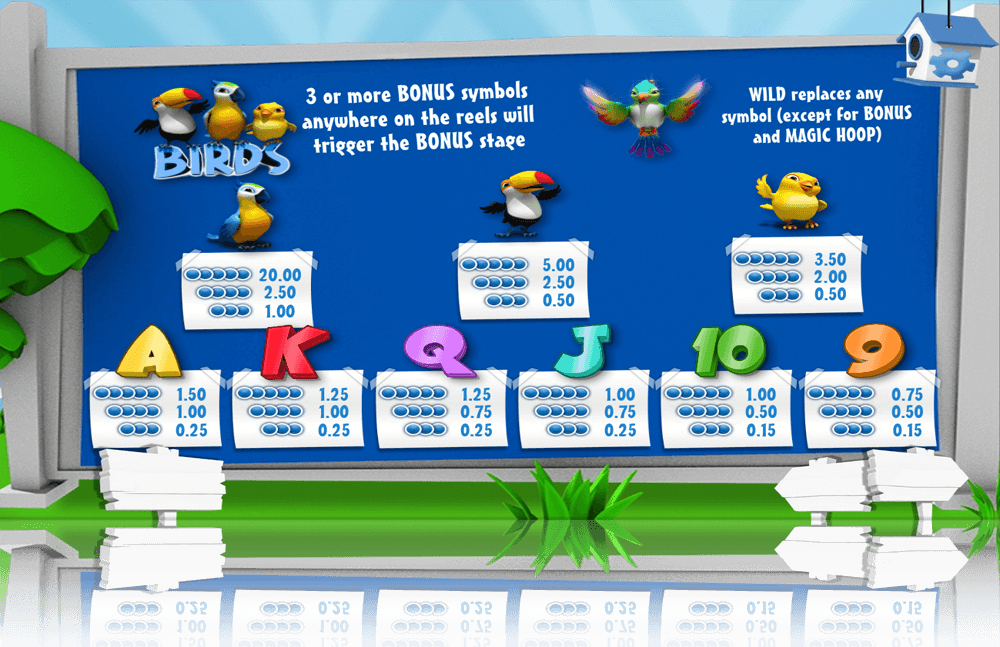 BIRDS
3 or more BONUS symbols
anywhere on the reels will
trigger the BONUS stage
WILD replaces any
symbol (except for BONUS
and MAGIC HOOP)
20.00
2.50
1.00
5.00
2.50
0.50
3.50
2.00
0.50
A
1.50
1.00
0.25
K
1.25
1.00
0.25
Q
1.25
0.75
0.25
J
1.00
0.75
0.25
10
1.00
0.50
0.15
9
0.75
0.50
0.15